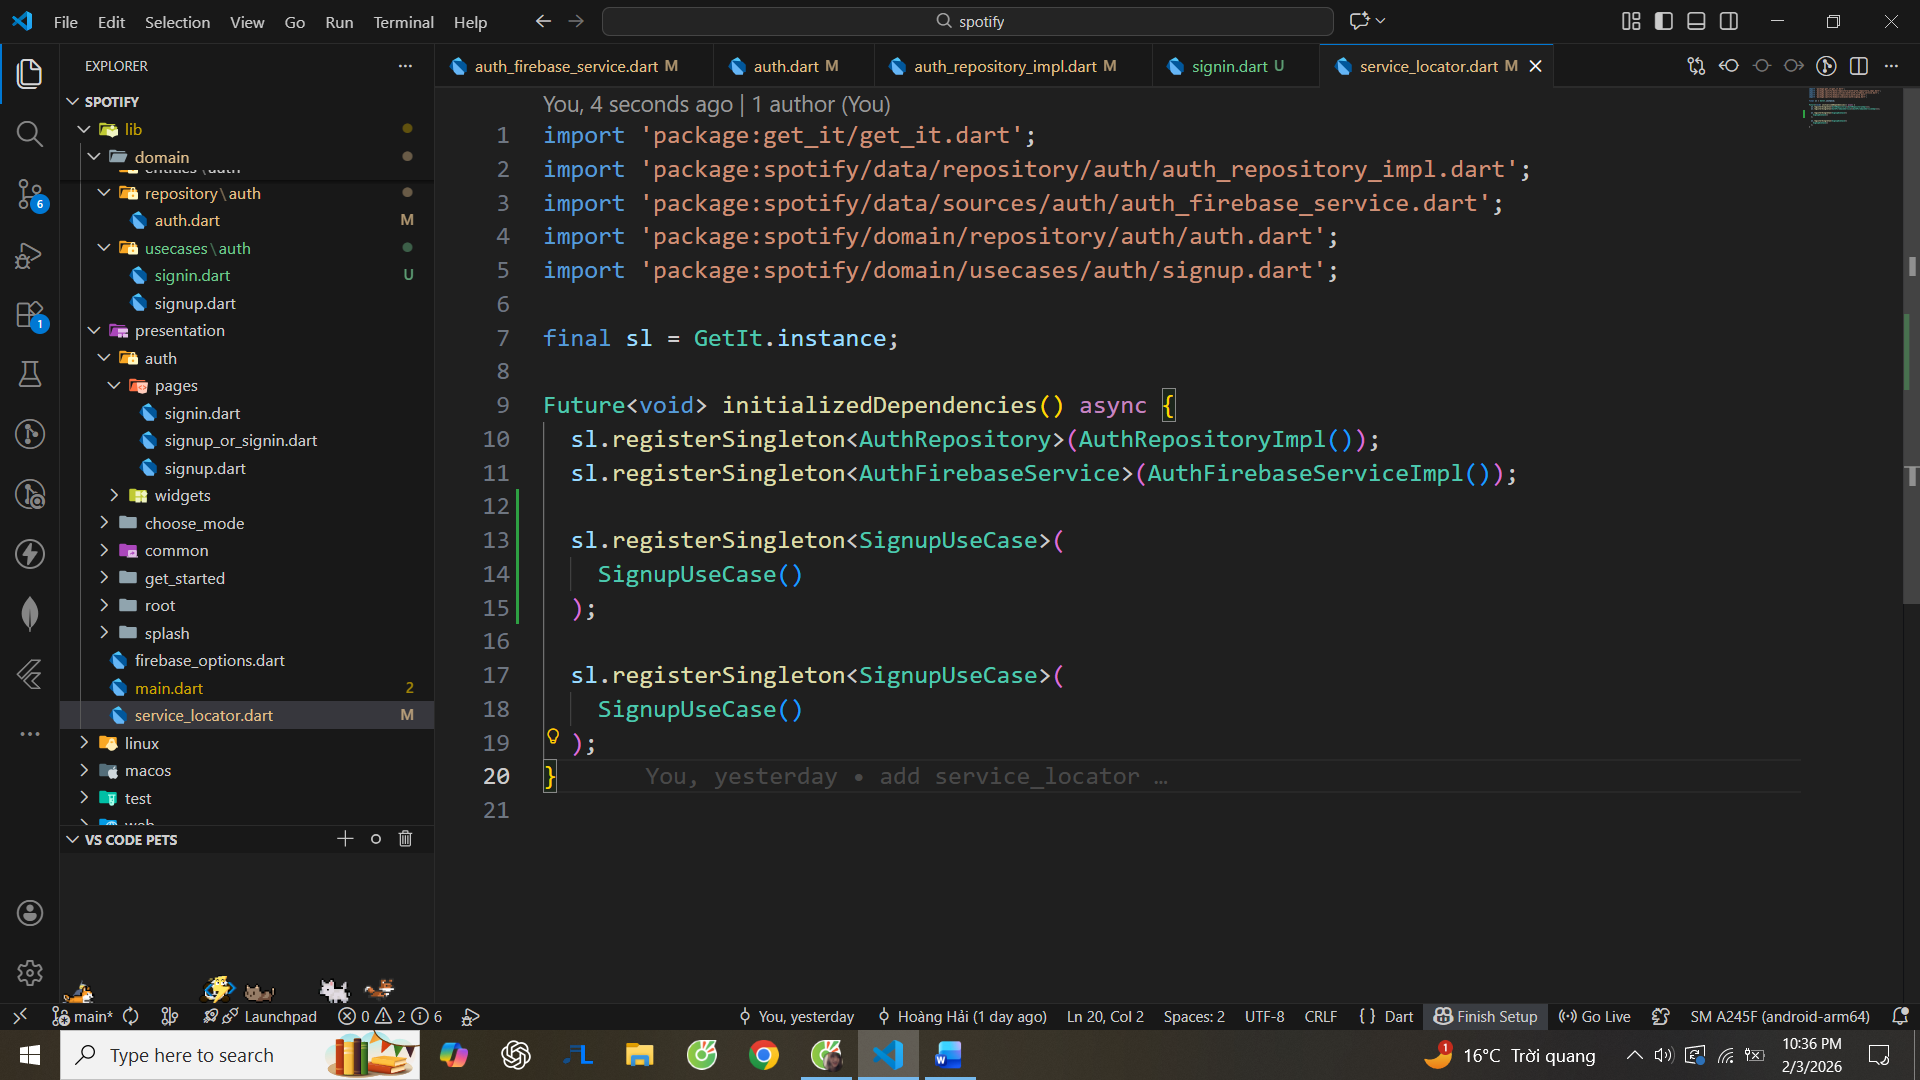 File Edit Selection View Go Run Terminal Help
spotify
EXPLORER
SPOTIFY
lib
domain
entities \ auth
repository \ auth
auth.dart M
usecases \ auth
signin.dart U
signup.dart
presentation
auth
pages
signin.dart
signup_or_signin.dart
signup.dart
widgets
choose_mode
common
get_started
root
splash
firebase_options.dart
main.dart 2
service_locator.dart M
linux
macos
test
web
VS CODE PETS
6
1
auth_firebase_service.dart M auth.dart M auth_repository_impl.dart M signin.dart U service_locator.dart M
You, 4 seconds ago | 1 author (You)
1 import 'package:get_it/get_it.dart';
2 import 'package:spotify/data/repository/auth/auth_repository_impl.dart';
3 import 'package:spotify/data/sources/auth/auth_firebase_service.dart';
4 import 'package:spotify/domain/repository/auth/auth.dart';
5 import 'package:spotify/domain/usecases/auth/signup.dart';
6
7 final sl = GetIt.instance;
8
9 Future<void> initializedDependencies() async {
10 sl.registerSingleton<AuthRepository>(AuthRepositoryImpl());
11 sl.registerSingleton<AuthFirebaseService>(AuthFirebaseServiceImpl());
12
13 sl.registerSingleton<SignupUseCase>(
14 SignupUseCase()
15 );
16
17 sl.registerSingleton<SignupUseCase>(
18 SignupUseCase()
19 );
20 } You, yesterday • add service_locator …
21
main* Launchpad 0 2 6 You, yesterday Hoàng Hải (1 day ago) Ln 20, Col 2 Spaces: 2 UTF-8 CRLF { } Dart Finish Setup Go Live SM A245F (android-arm64)
Type here to search
1 16°C Trời quang
10:36 PM
2/3/2026